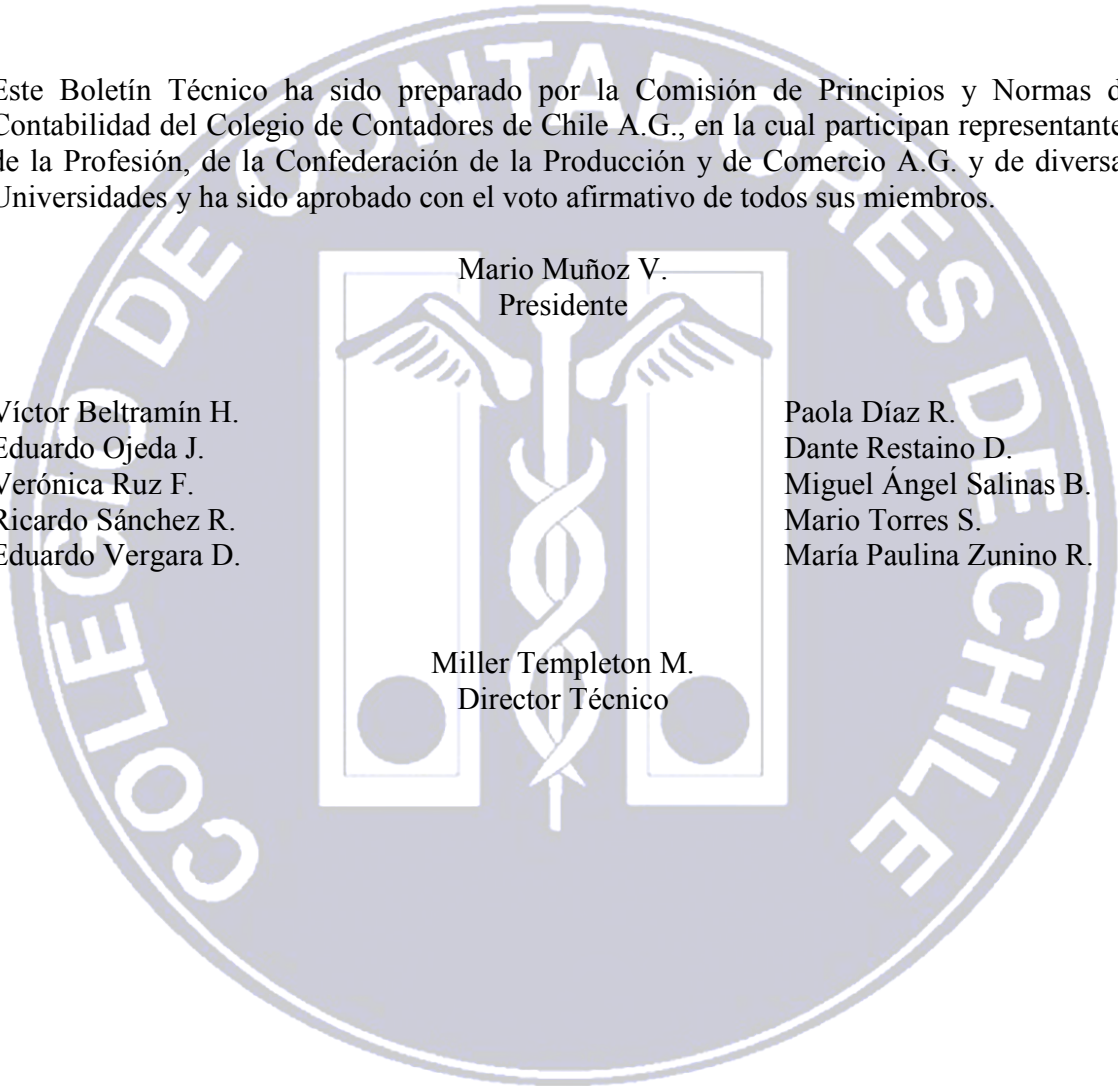 COLEGIO DE CONTADORES DE CHILE
Este Boletín Técnico ha sido preparado por la Comisión de Principios y Normas d
Contabilidad del Colegio de Contadores de Chile A.G., en la cual participan representante
de la Profesión, de la Confederación de la Producción y de Comercio A.G. y de diversa
Universidades y ha sido aprobado con el voto afirmativo de todos sus miembros.
Mario Muñoz V.
Presidente
Víctor Beltramín H.
Eduardo Ojeda J.
Verónica Ruz F.
Ricardo Sánchez R.
Eduardo Vergara D.
Paola Díaz R.
Dante Restaino D.
Miguel Ángel Salinas B.
Mario Torres S.
María Paulina Zunino R.
Miller Templeton M.
Director Técnico